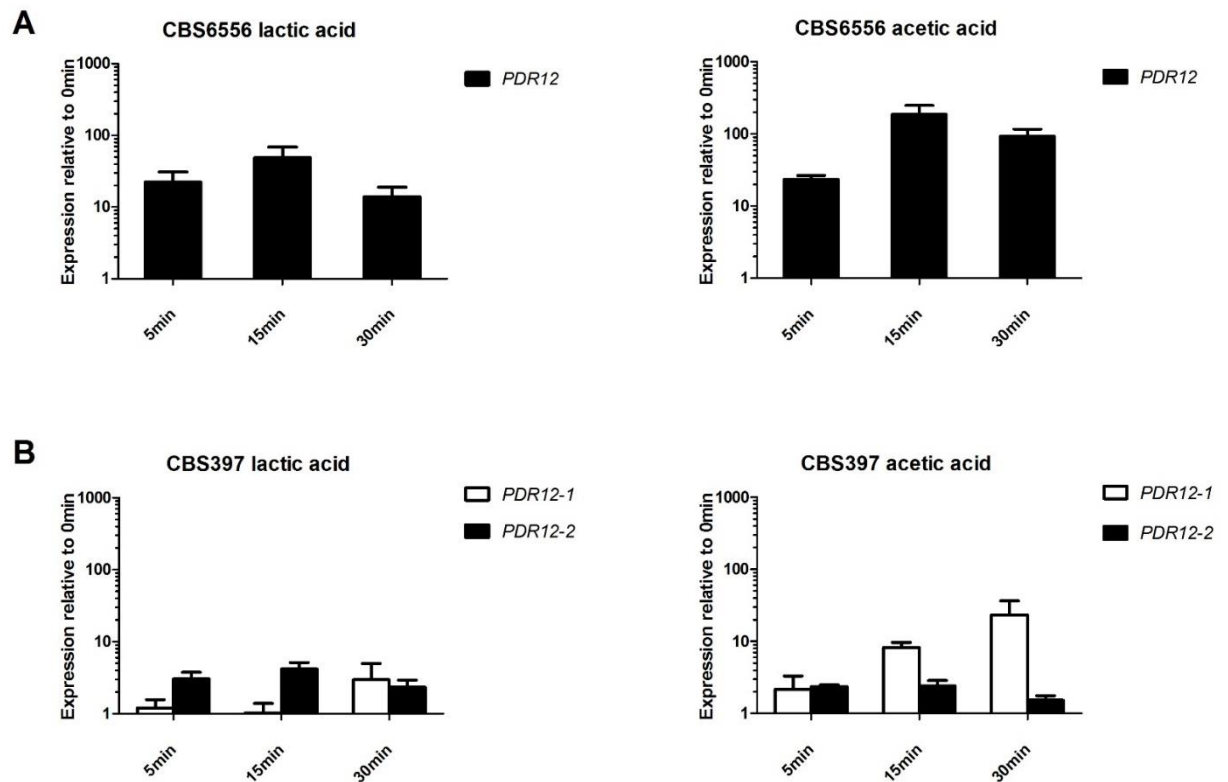 A
CBS6556 lactic acid
Expression relative to 0min
1000
100
10
1
5min
15min
30min
PDR12
CBS6556 acetic acid
Expression relative to 0min
1000
100
10
1
5min
15min
30min
PDR12
B
CBS397 lactic acid
Expression relative to 0min
1000
100
10
1
5min
15min
30min
PDR12-1
PDR12-2
CBS397 acetic acid
Expression relative to 0min
1000
100
10
1
5min
15min
30min
PDR12-1
PDR12-2